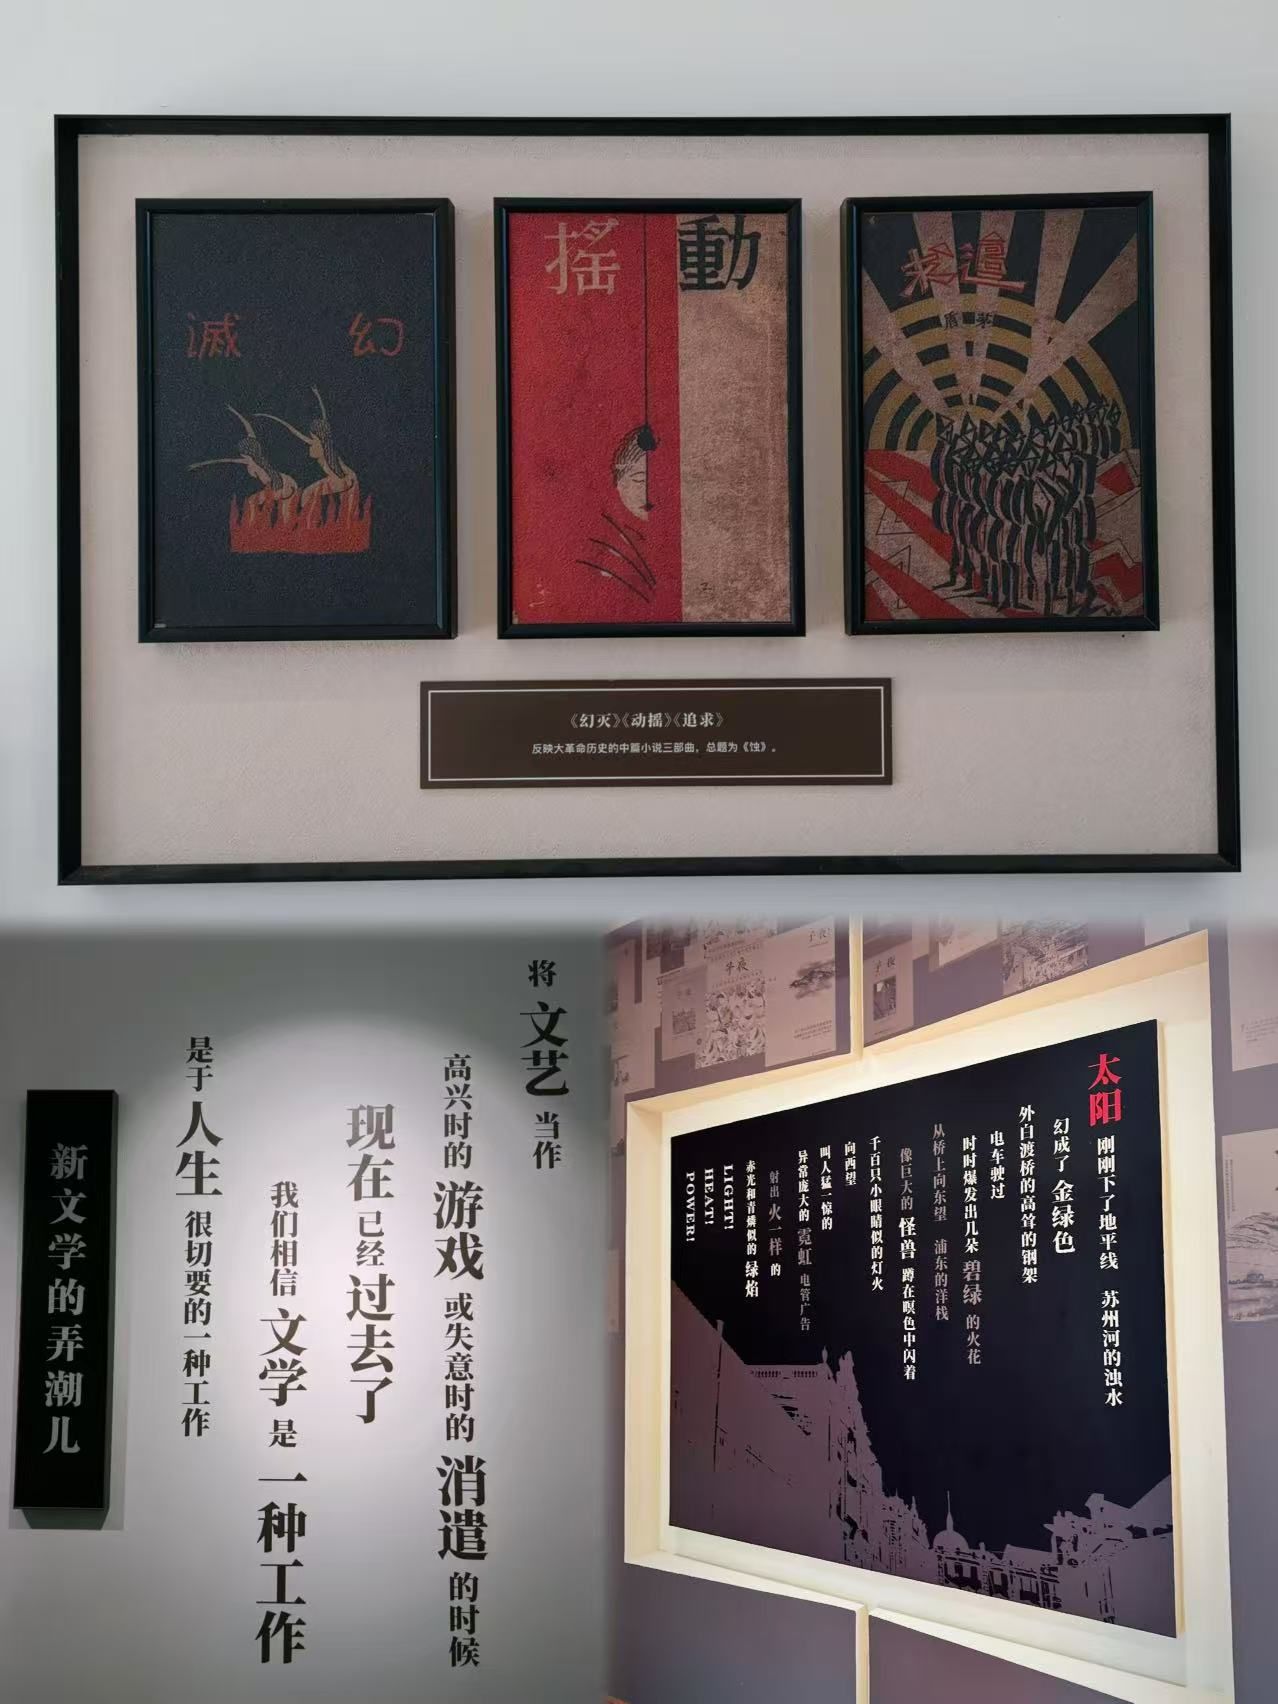 滅 幻
搖動
追求
茅盾
《幻灭》《动摇》《追求》
反映大革命历史的中篇小说三部曲，总题为《蚀》。
将文艺当作
高兴时的游戏或失意时的消遣的时候
现在已经过去了
我们相信文学是一种工作
是于人生很切要的一种工作
新文学的弄潮儿
子夜
子夜
子夜
子夜
太阳刚刚下了地平线 苏州河的浊水
幻成了金绿色
外白渡桥的高耸的钢架
电车驶过
时时爆发出几朵碧绿的火花
从桥上向东望 浦东的洋栈
像巨大的怪兽蹲在暝色中闪着
千百只小眼睛似的灯火
向西望
叫人猛一惊的
异常庞大的霓虹电管广告
射出火一样的
赤光和青燐似的绿焰
LIGHT!
HEAT!
POWER!